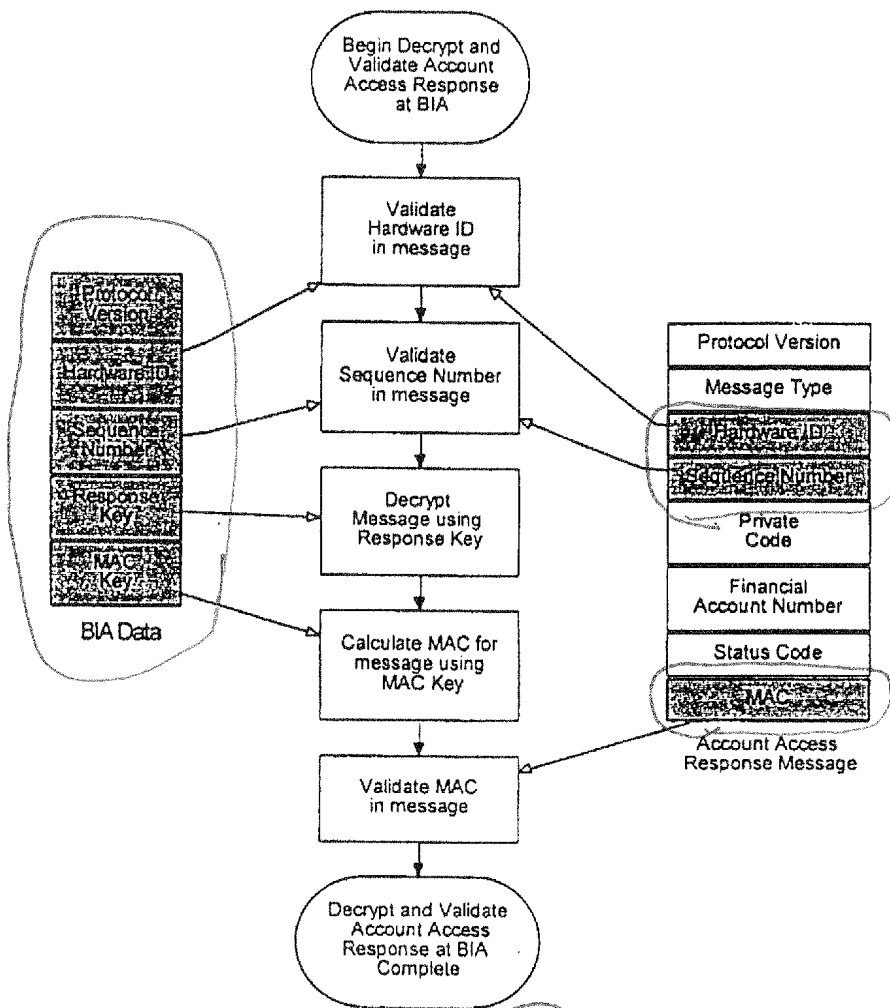 Begin Decrypt and
Validate Account
Access Response
at BIA
Validate
Hardware ID
in message
Validate
Sequence Number
in message
Decrypt
Message using
Response Key
Calculate MAC for
message using
MAC Key
Validate MAC
in message
Decrypt and Validate
Account Access
Response at BIA
Complete
Protocol
Version
Hardware ID
Sequence
Number
Response
Key
MAC
Key
BIA Data
Protocol Version
Message Type
Hardware ID
Sequence Number
Private
Code
Financial
Account Number
Status Code
MAC
Account Access
Response Message